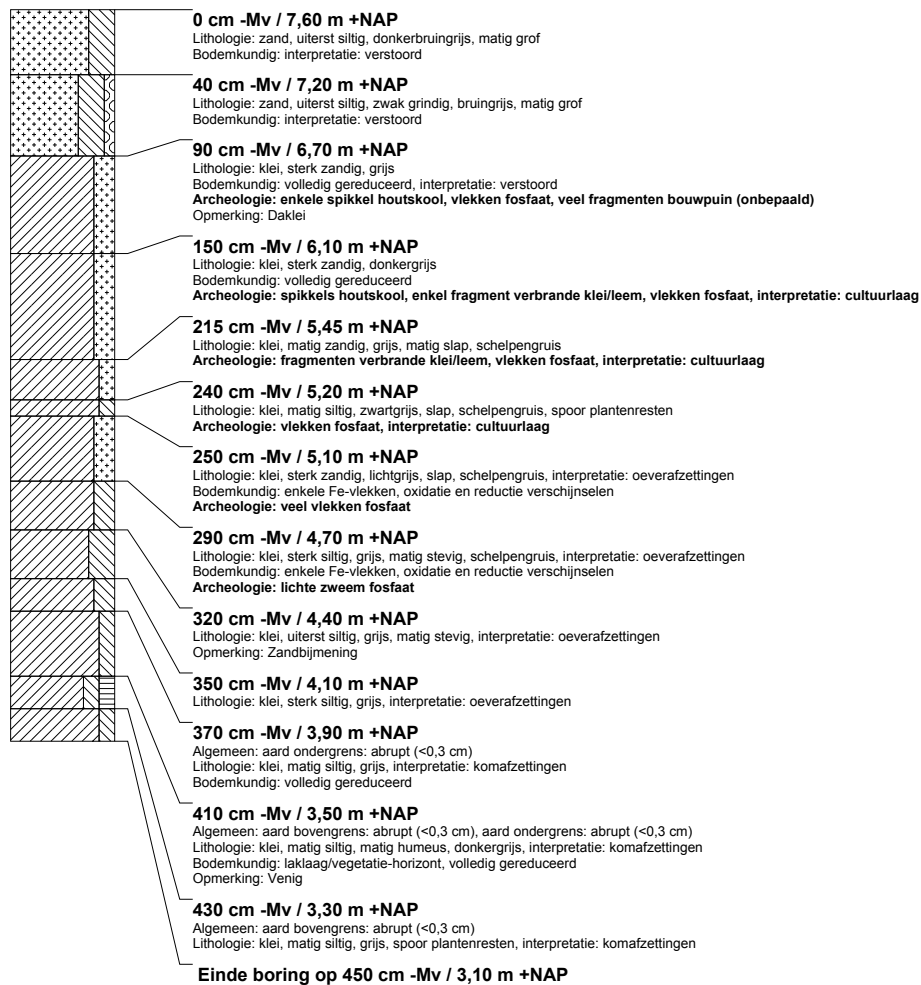 0 cm -Mv / 7,60 m +NAP
Lithologie: zand, uiterst siltig, donkerbruingrijs, matig grof
Bodemkundig: interpretatie: verstoord
40 cm -Mv / 7,20 m +NAP
Lithologie: zand, uiterst siltig, zwak grindig, bruingrijs, matig grof
Bodemkundig: interpretatie: verstoord
90 cm -Mv / 6,70 m +NAP
Lithologie: klei, sterk zandig, grijs
Bodemkundig: volledig gereduceerd, interpretatie: verstoord
Archeologie: enkele spikkel houtskool, vlekken fosfaat, veel fragmenten bouwpuin (onbepaald)
Opmerking: Daklei
150 cm -Mv / 6,10 m +NAP
Lithologie: klei, sterk zandig, donkergrijs
Bodemkundig: volledig gereduceerd
Archeologie: spikkels houtskool, enkel fragment verbrande klei/leem, vlekken fosfaat, interpretatie: cultuurlaag
215 cm -Mv / 5,45 m +NAP
Lithologie: klei, matig zandig, grijs, matig slap, schelpengruis
Archeologie: fragmenten verbrande klei/leem, vlekken fosfaat, interpretatie: cultuurlaag
240 cm -Mv / 5,20 m +NAP
Lithologie: klei, matig siltig, zwartgrijs, slap, schelpengruis, spoor plantenresten
Archeologie: vlekken fosfaat, interpretatie: cultuurlaag
250 cm -Mv / 5,10 m +NAP
Lithologie: klei, sterk zandig, lichtgrijs, slap, schelpengruis, interpretatie: oeverafzettingen
Bodemkundig: enkele Fe-vlekken, oxidatie en reductie verschijnselen
Archeologie: veel vlekken fosfaat
290 cm -Mv / 4,70 m +NAP
Lithologie: klei, sterk siltig, grijs, matig stevig, schelpengruis, interpretatie: oeverafzettingen
Bodemkundig: enkele Fe-vlekken, oxidatie en reductie verschijnselen
Archeologie: lichte zweem fosfaat
320 cm -Mv / 4,40 m +NAP
Lithologie: klei, uiterst siltig, grijs, matig stevig, interpretatie: oeverafzettingen
Opmerking: Zandbijmening
350 cm -Mv / 4,10 m +NAP
Lithologie: klei, sterk siltig, grijs, interpretatie: oeverafzettingen
370 cm -Mv / 3,90 m +NAP
Algemeen: aard ondergrens: abrupt (<0,3 cm)
Lithologie: klei, matig siltig, grijs, interpretatie: komafzettingen
Bodemkundig: volledig gereduceerd
410 cm -Mv / 3,50 m +NAP
Algemeen: aard bovengrens: abrupt (<0,3 cm), aard ondergrens: abrupt (<0,3 cm)
Lithologie: klei, matig siltig, matig humeus, donkergrijs, interpretatie: komafzettingen
Bodemkundig: laklaag/vegetatie-horizont, volledig gereduceerd
Opmerking: Venig
430 cm -Mv / 3,30 m +NAP
Algemeen: aard bovengrens: abrupt (<0,3 cm)
Lithologie: klei, matig siltig, grijs, spoor plantenresten, interpretatie: komafzettingen
Einde boring op 450 cm -Mv / 3,10 m +NAP